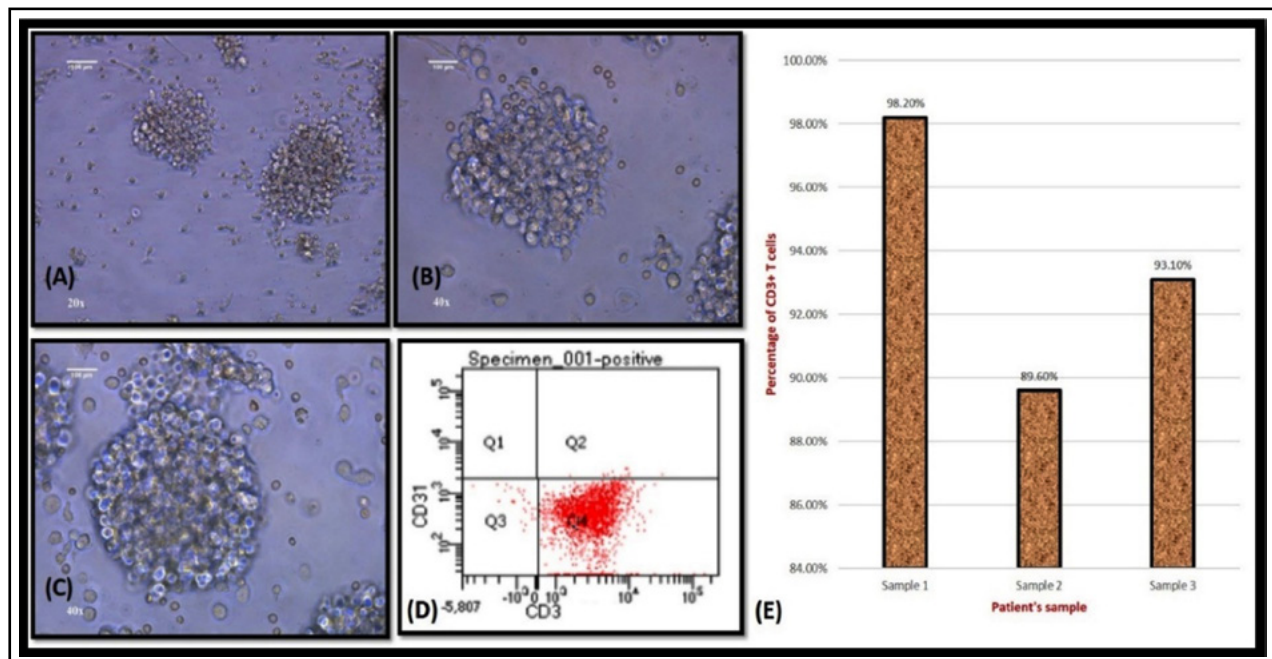 (A)
20x
(B)
40x
(C)
40x
Specimen_001-positive
Q1
Q2
Q3
Q4
CD31
10^5
10^4
10^3
10^2
-5,807
-10^3
0
10^3
10^4
10^5
CD3
(D)
100.00%
98.00%
96.00%
94.00%
92.00%
90.00%
88.00%
86.00%
84.00%
Percentage of CD3+ T cells
98.20%
89.60%
93.10%
Sample 1
Sample 2
Sample 3
Patient's sample
(E)